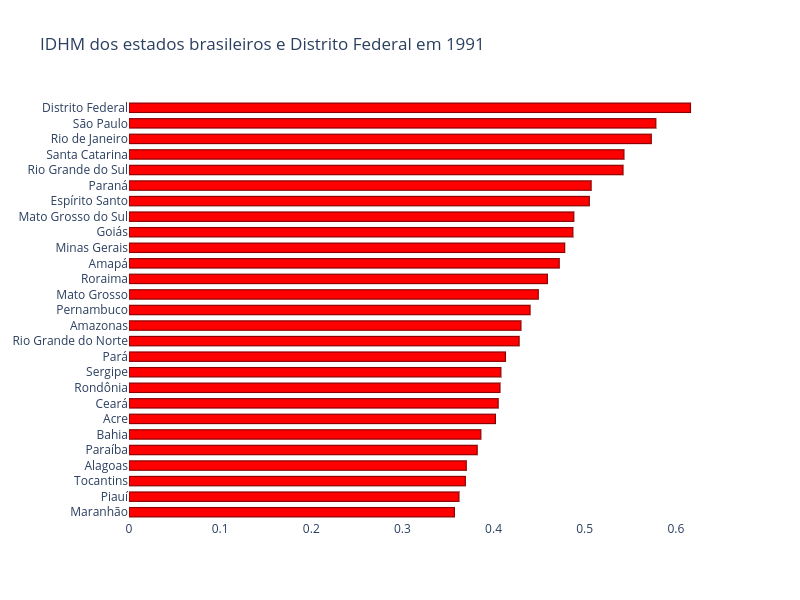 IDHM dos estados brasileiros e Distrito Federal em 1991
Distrito Federal
São Paulo
Rio de Janeiro
Santa Catarina
Rio Grande do Sul
Paraná
Espírito Santo
Mato Grosso do Sul
Goiás
Minas Gerais
Amapá
Roraima
Mato Grosso
Pernambuco
Amazonas
Rio Grande do Norte
Pará
Sergipe
Rondônia
Ceará
Acre
Bahia
Paraíba
Alagoas
Tocantins
Piauí
Maranhão
0 0.1 0.2 0.3 0.4 0.5 0.6